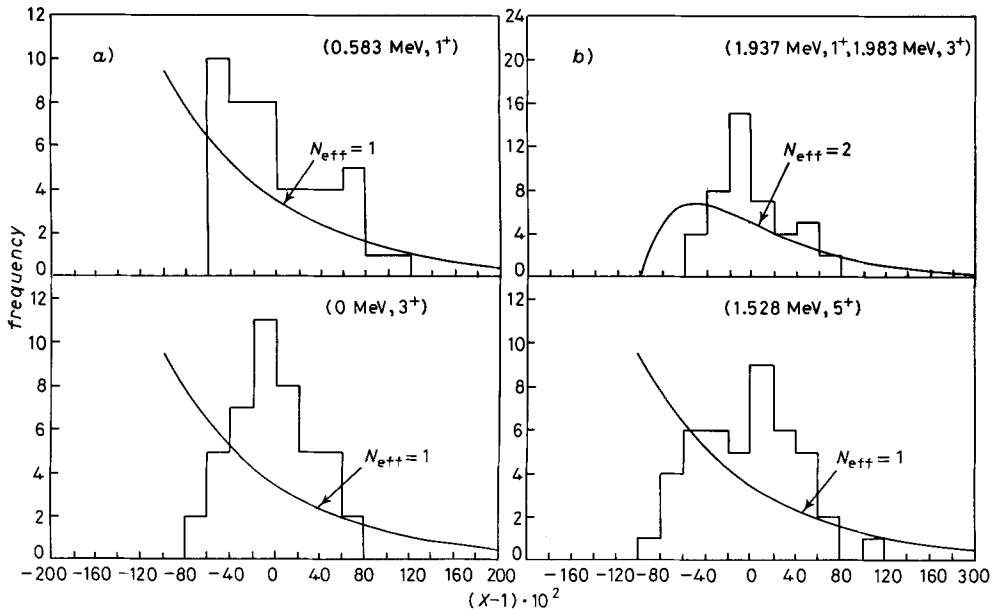 12
10
8
6
4
2
0
a)
(0.583 MeV, 1⁺)
N_eff = 1
24
20
16
12
8
4
0
b)
(1.937 MeV, 1⁺, 1.983 MeV, 3⁺)
N_eff = 2
frequency
12
10
8
6
4
2
0
(0 MeV, 3⁺)
N_eff = 1
12
10
8
6
4
2
0
(1.528 MeV, 5⁺)
N_eff = 1
-200 -160 -120 -80 -40 0 40 80 120 200
-160 -120 -80 -40 0 40 80 120 300
(X-1)·10²